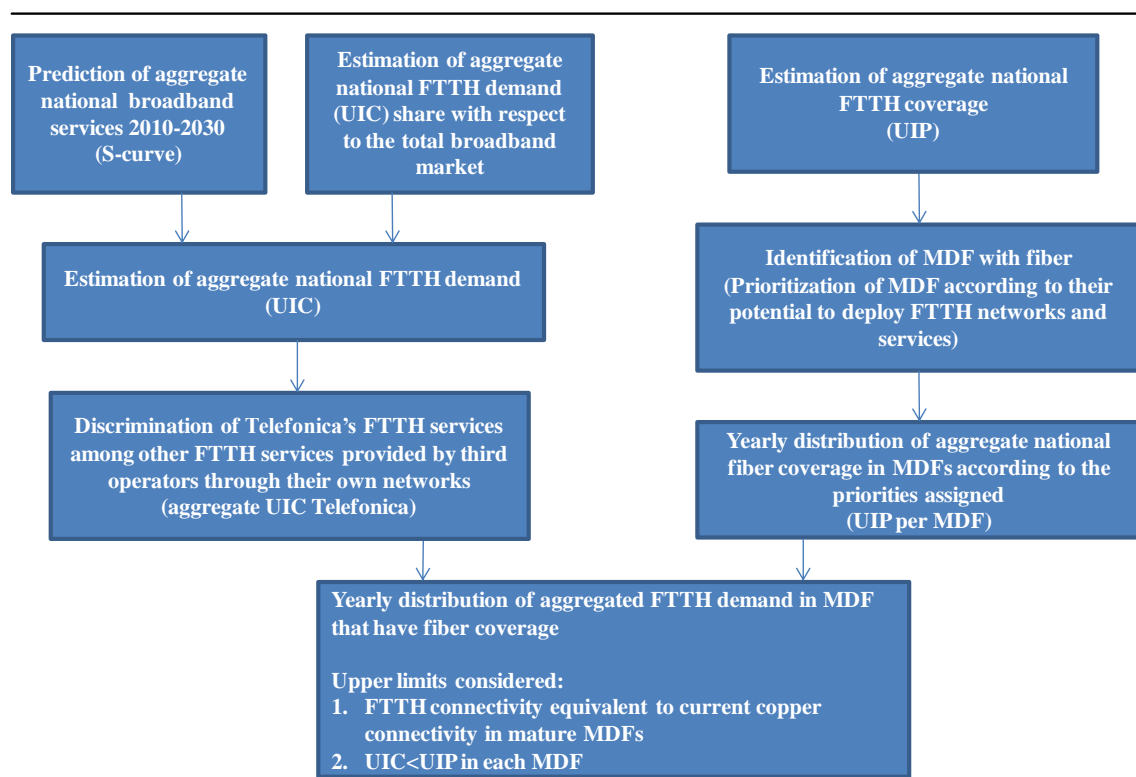 Prediction of aggregate
national broadband
services 2010-2030
(S-curve)
Estimation of aggregate
national FTTH demand
(UIC) share with respect
to the total broadband
market
Estimation of aggregate national
FTTH coverage
(UIP)
Estimation of aggregate national FTTH demand
(UIC)
Identification of MDF with fiber
(Prioritization of MDF according to their
potential to deploy FTTH networks and
services)
Discrimination of Telefonica's FTTH services
among other FTTH services provided by third
operators through their own networks
(aggregate UIC Telefonica)
Yearly distribution of aggregate national
fiber coverage in MDFs according to the
priorities assigned
(UIP per MDF)
Yearly distribution of aggregated FTTH demand in MDF
that have fiber coverage
Upper limits considered:
1. FTTH connectivity equivalent to current copper
connectivity in mature MDFs
2. UIC<UIP in each MDF